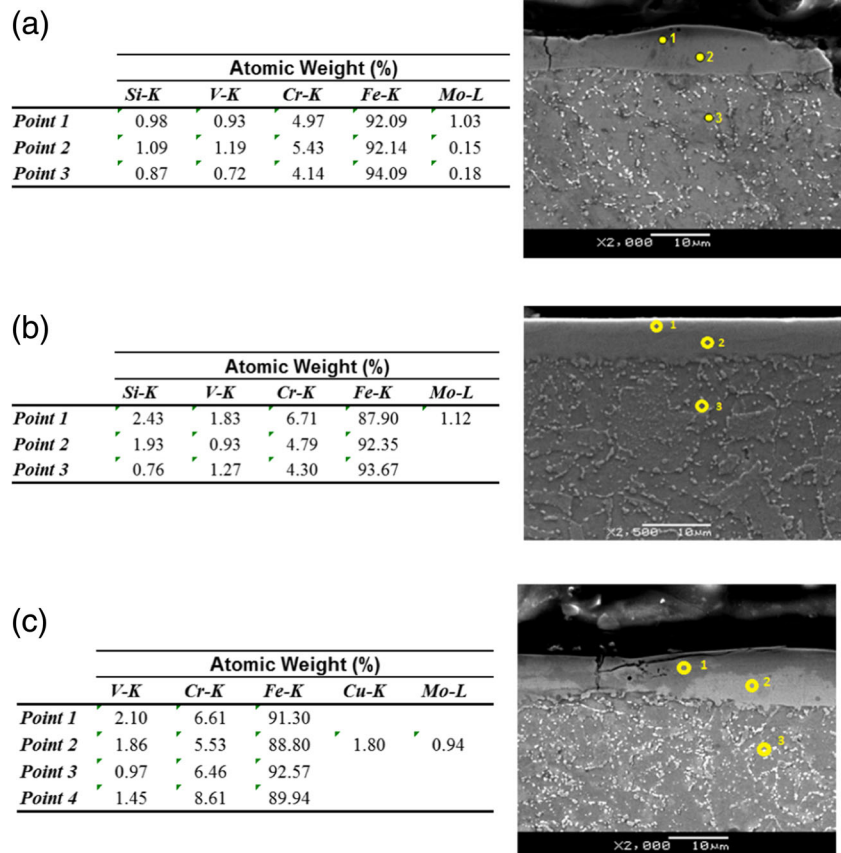 (a)
Atomic Weight (%)
Si-K V-K Cr-K Fe-K Mo-L
Point 1 0.98 0.93 4.97 92.09 1.03
Point 2 1.09 1.19 5.43 92.14 0.15
Point 3 0.87 0.72 4.14 94.09 0.18
1
2
3
X2,000 10µm
(b)
Atomic Weight (%)
Si-K V-K Cr-K Fe-K Mo-L
Point 1 2.43 1.83 6.71 87.90 1.12
Point 2 1.93 0.93 4.79 92.35
Point 3 0.76 1.27 4.30 93.67
1
2
3
X2,500 10µm
(c)
Atomic Weight (%)
V-K Cr-K Fe-K Cu-K Mo-L
Point 1 2.10 6.61 91.30
Point 2 1.86 5.53 88.80 1.80 0.94
Point 3 0.97 6.46 92.57
Point 4 1.45 8.61 89.94
1
2
3
X2,000 10µm